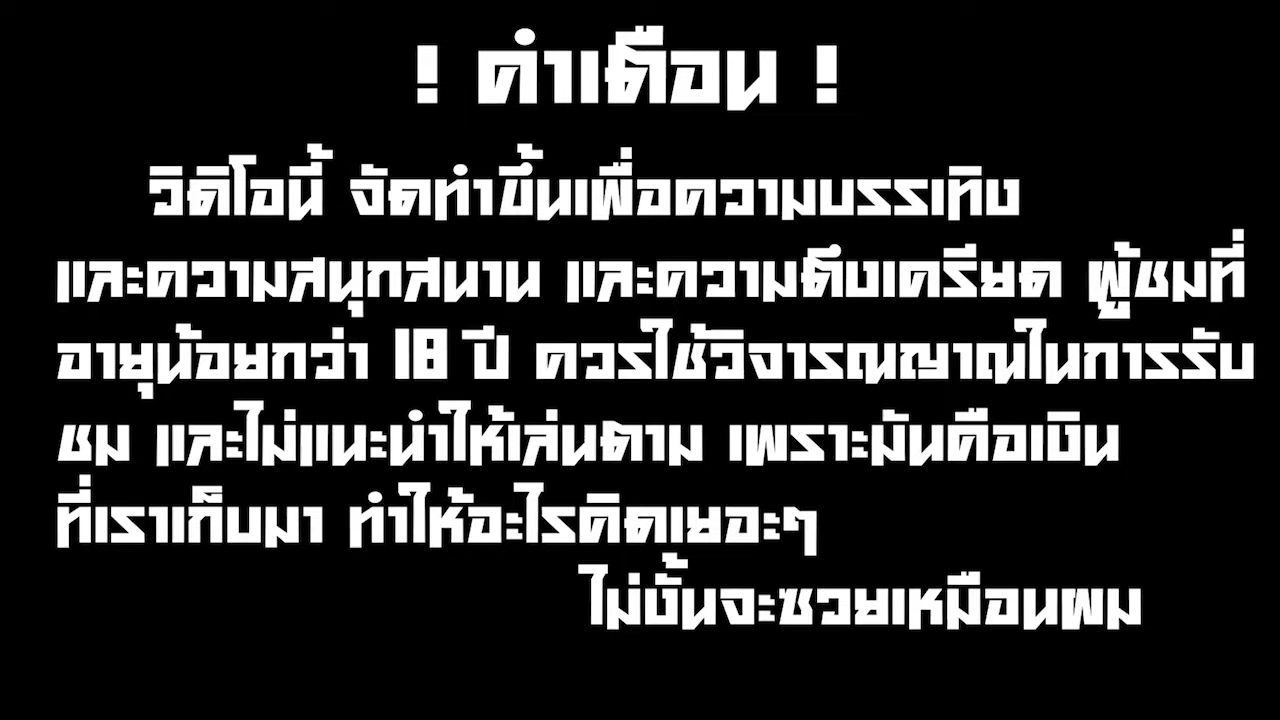 ! คำเตือน !
วิดิโอนี้ จัดทำขึ้นเพื่อความบรรเทิง
และความสนุกสนาน และความตึงเครียด ผู้ชมที่
อายุน้อยกว่า 18 ปี ควรใช้วิจารณญาณในการรับ
ชม และไม่แนะนำให้เล่นตาม เพราะมันคือเงิน
ที่เราเก็บมา ทำให้อะไรคิดเยอะๆ
ไม่งั้นจะซวยเหมือนผม